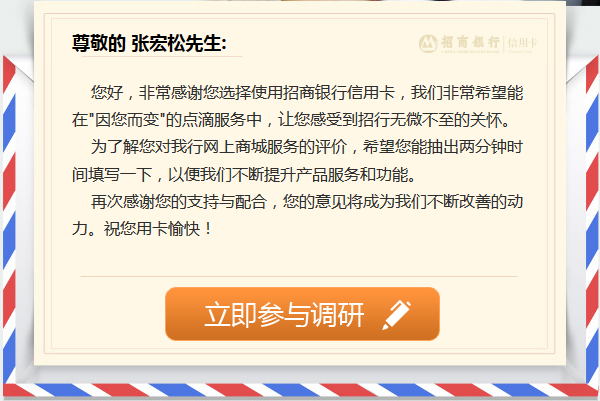 尊敬的 张宏松先生:
招商银行 信用卡
您好，非常感谢您选择使用招商银行信用卡，我们非常希望能
在"因您而变"的点滴服务中，让您感受到招行无微不至的关怀。
为了解您对我行网上商城服务的评价，希望您能抽出两分钟时
间填写一下，以便我们不断提升产品服务和功能。
再次感谢您的支持与配合，您的意见将成为我们不断改善的动
力。祝您用卡愉快！
立即参与调研